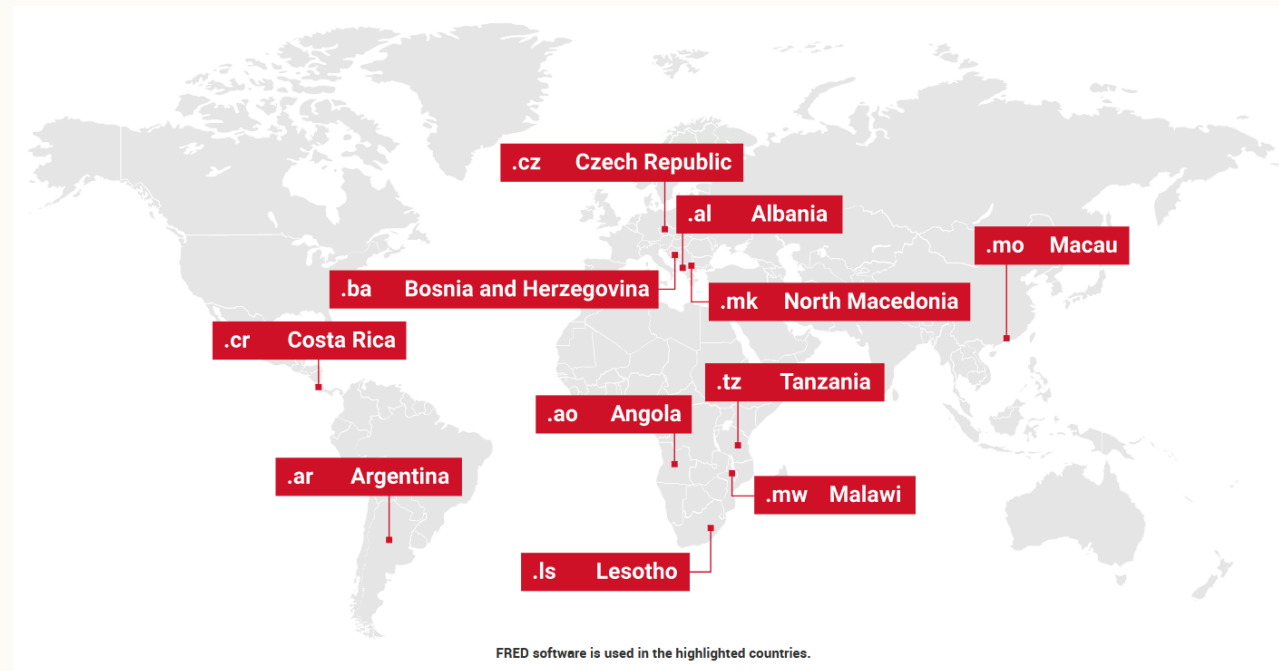 .cz Czech Republic
.al Albania
.mo Macau
.ba Bosnia and Herzegovina
.mk North Macedonia
.cr Costa Rica
.tz Tanzania
.ao Angola
.ar Argentina
.mw Malawi
.ls Lesotho
FRED software is used in the highlighted countries.